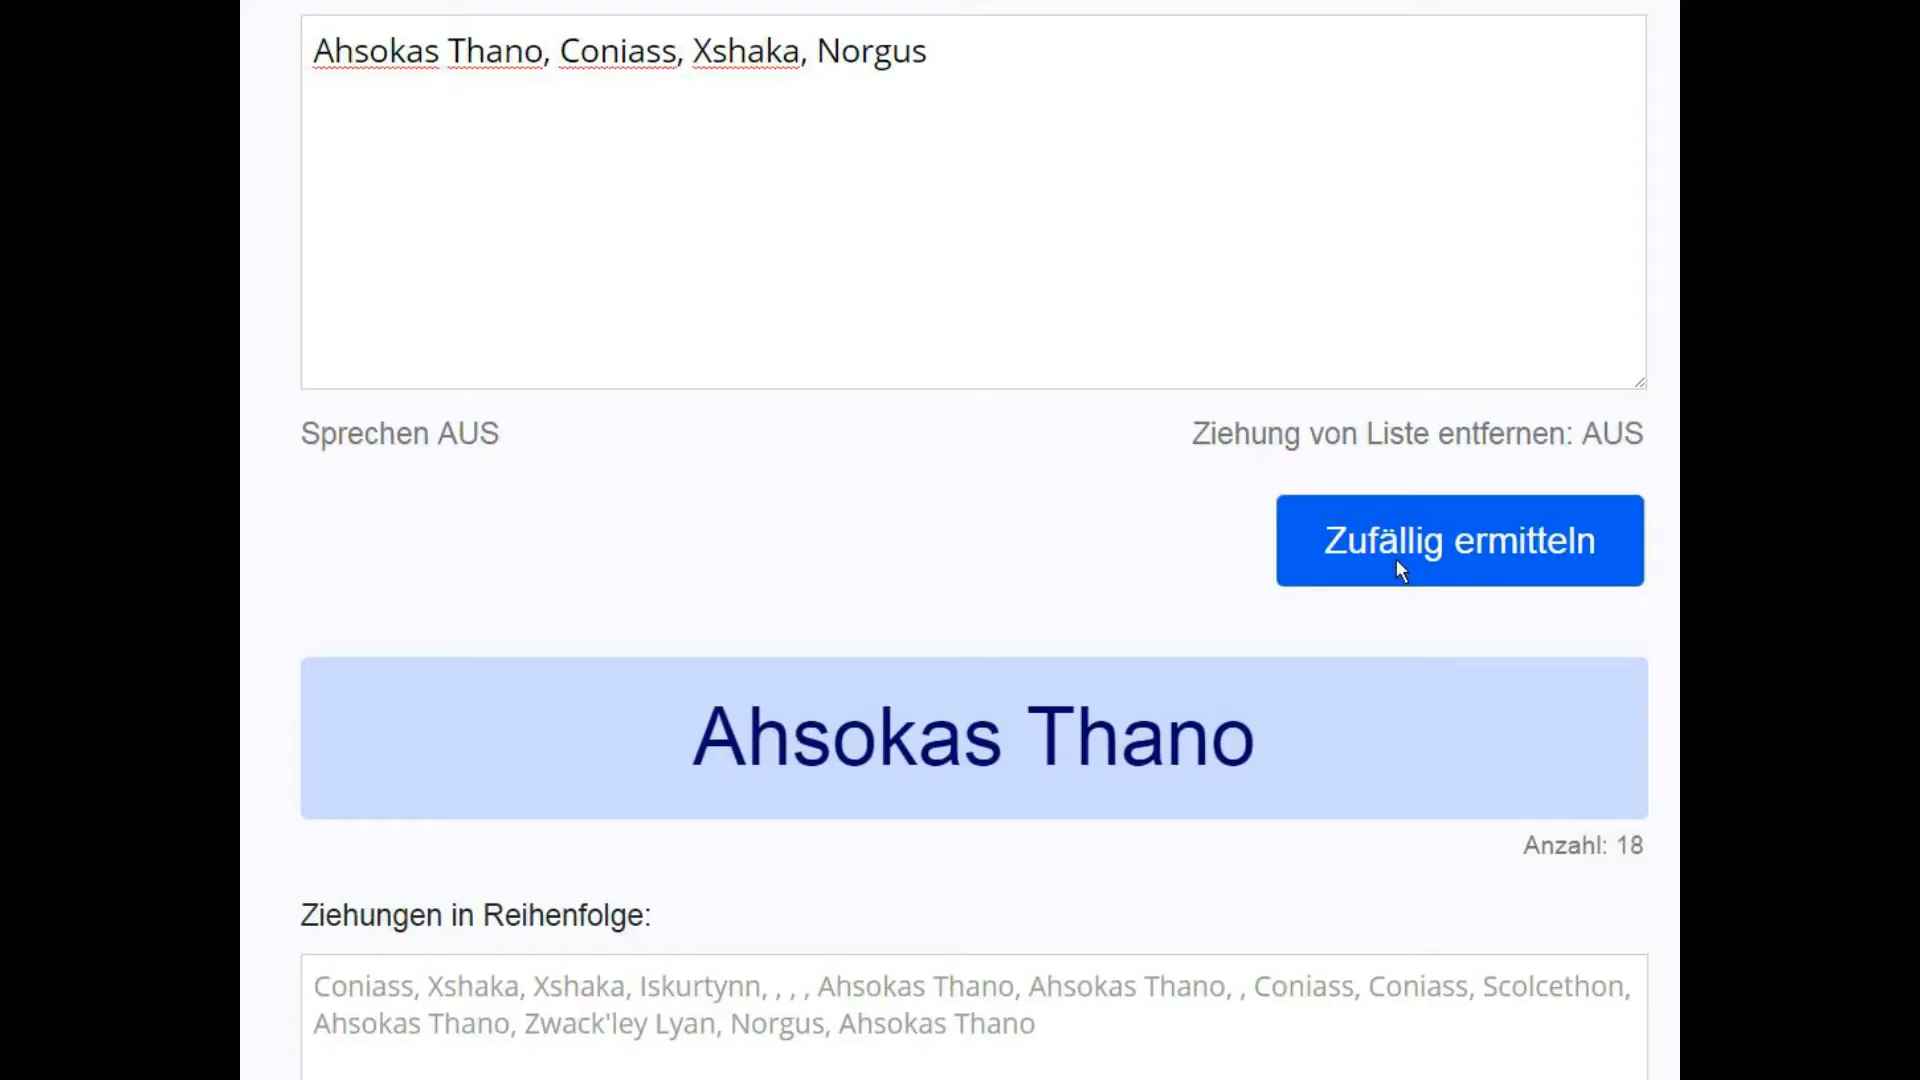 Ahsokas Thano, Coniass, Xshaka, Norgus
Sprechen AUS
Ziehung von Liste entfernen: AUS
Zufällig ermitteln
Ahsokas Thano
Anzahl: 18
Ziehungen in Reihenfolge:
Coniass, Xshaka, Xshaka, Iskurtynn, , , , Ahsokas Thano, Ahsokas Thano, , Coniass, Coniass, Scolcethon,
Ahsokas Thano, Zwack'ley Lyan, Norgus, Ahsokas Thano